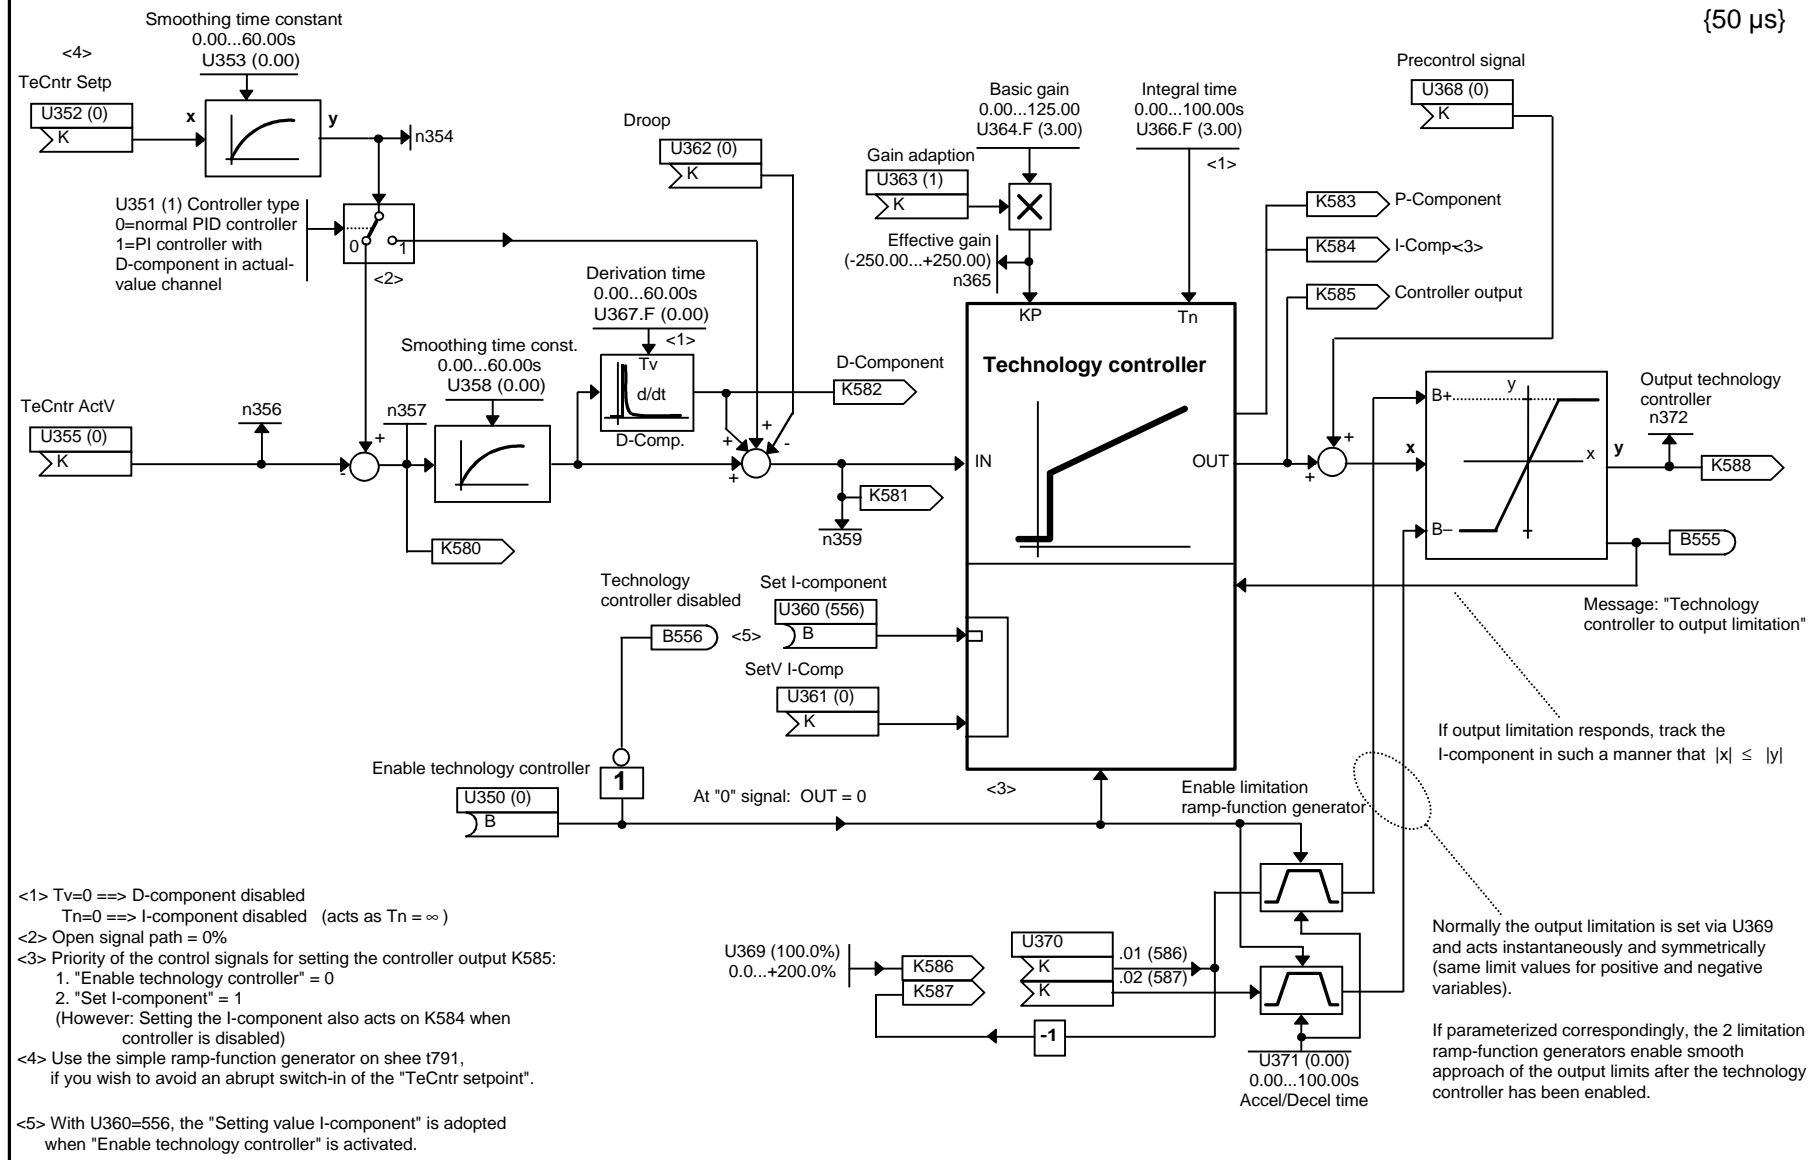 {50 µs}
Smoothing time constant
0.00...60.00s
U353 (0.00)
<4>
TeCntr Setp
U352 (0)
K
x
y
n354
U351 (1) Controller type
0=normal PID controller
1=PI controller with
D-component in actual-
value channel
0
1
<2>
Droop
U362 (0)
K
Derivation time
0.00...60.00s
U367.F (0.00)
<1>
Tv
d/dt
D-Comp.
Smoothing time const.
0.00...60.00s
U358 (0.00)
TeCntr ActV
U355 (0)
K
n356
n357
+
-
K580
D-Component
K582
+
+
-
+
K581
n359
Basic gain
0.00...125.00
U364.F (3.00)
Gain adaption
U363 (1)
K
Effective gain
(-250.00...+250.00)
n365
Integral time
0.00...100.00s
U366.F (3.00)
<1>
KP
Tn
Technology controller
IN
OUT
K583
P-Component
K584
I-Comp<3>
K585
Controller output
Precontrol signal
U368 (0)
K
+
+
x
B+
B–
y
x
y
Output technology
controller
n372
K588
B555
Message: "Technology
controller to output limitation"
Technology
controller disabled
B556
<5>
Set I-component
U360 (556)
B
SetV I-Comp
U361 (0)
K
If output limitation responds, track the
I-component in such a manner that |x| ≤ |y|
Enable technology controller
U350 (0)
B
1
At "0" signal: OUT = 0
<3>
Enable limitation
ramp-function generator
U369 (100.0%)
0.0...+200.0%
K586
K587
U370
K
.01 (586)
K
.02 (587)
-1
U371 (0.00)
0.00...100.00s
Accel/Decel time
Normally the output limitation is set via U369
and acts instantaneously and symmetrically
(same limit values for positive and negative
variables).
If parameterized correspondingly, the 2 limitation
ramp-function generators enable smooth
approach of the output limits after the technology
controller has been enabled.
<1> Tv=0 ==> D-component disabled
Tn=0 ==> I-component disabled (acts as Tn = ∞ )
<2> Open signal path = 0%
<3> Priority of the control signals for setting the controller output K585:
1. "Enable technology controller" = 0
2. "Set I-component" = 1
(However: Setting the I-component also acts on K584 when
controller is disabled)
<4> Use the simple ramp-function generator on shee t791,
if you wish to avoid an abrupt switch-in of the "TeCntr setpoint".
<5> With U360=556, the "Setting value I-component" is adopted
when "Enable technology controller" is activated.